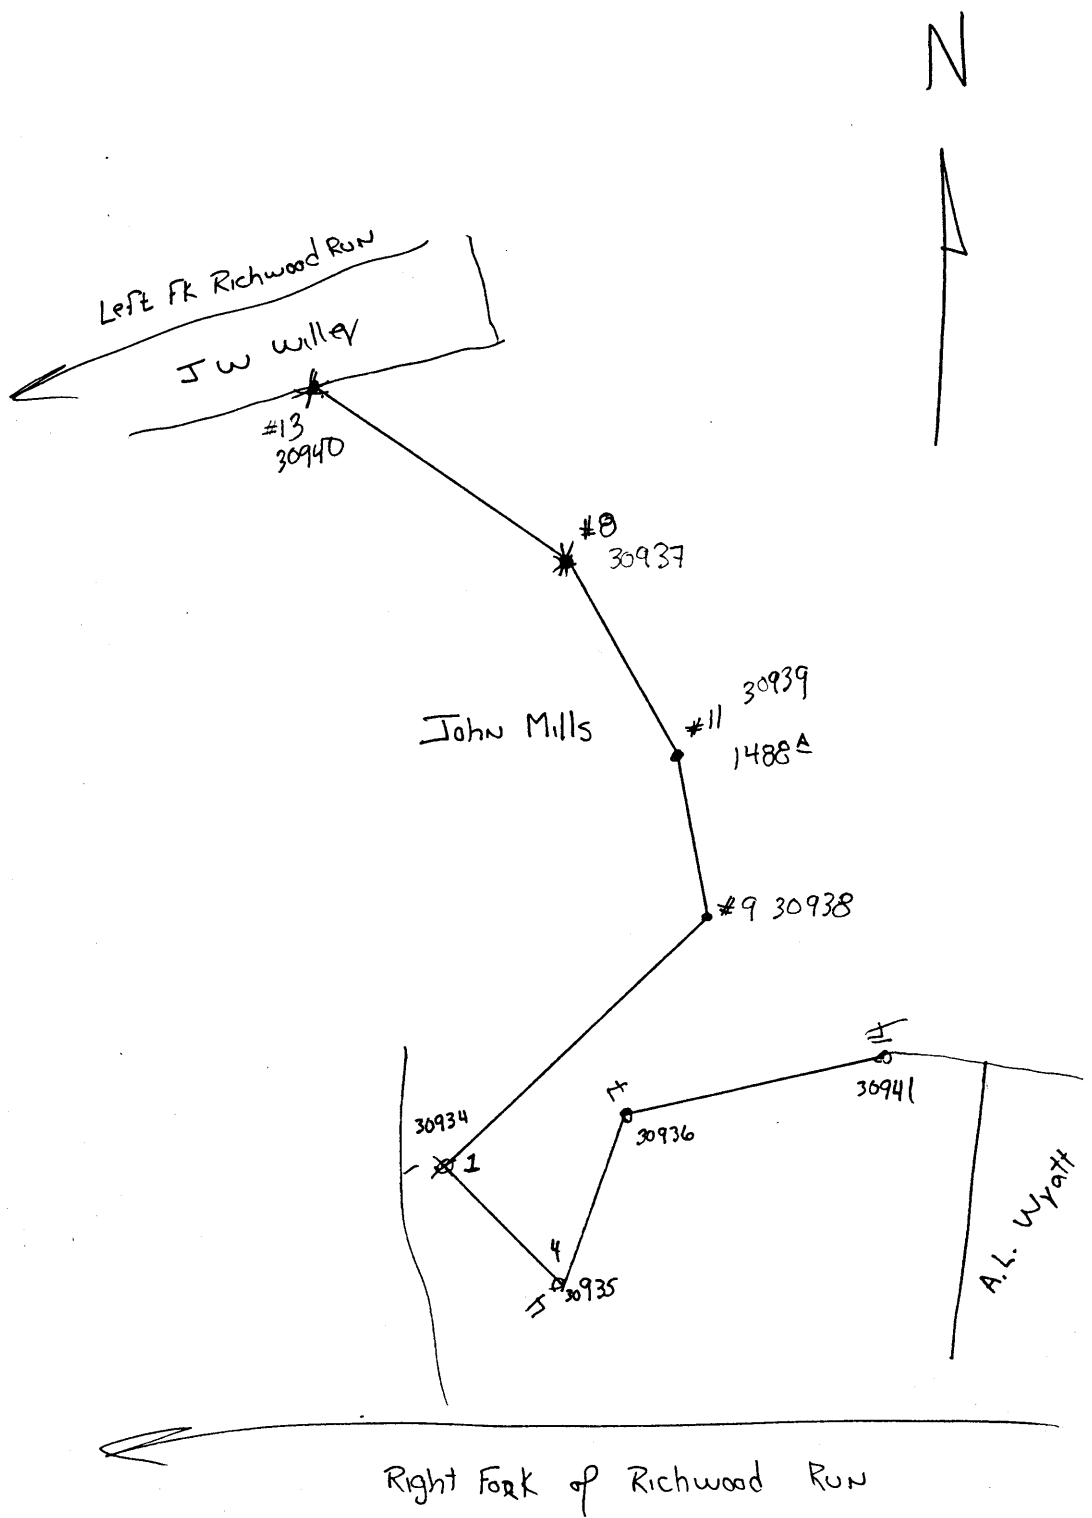 N
Left Fk Richwood Run
J W Willey
#13
30940
#8
30937
30939
#11
John Mills
1488 A
#9 30938
30941
30934
30936
1
A.L. Wyatt
4
30935
Right Fork of Richwood Run